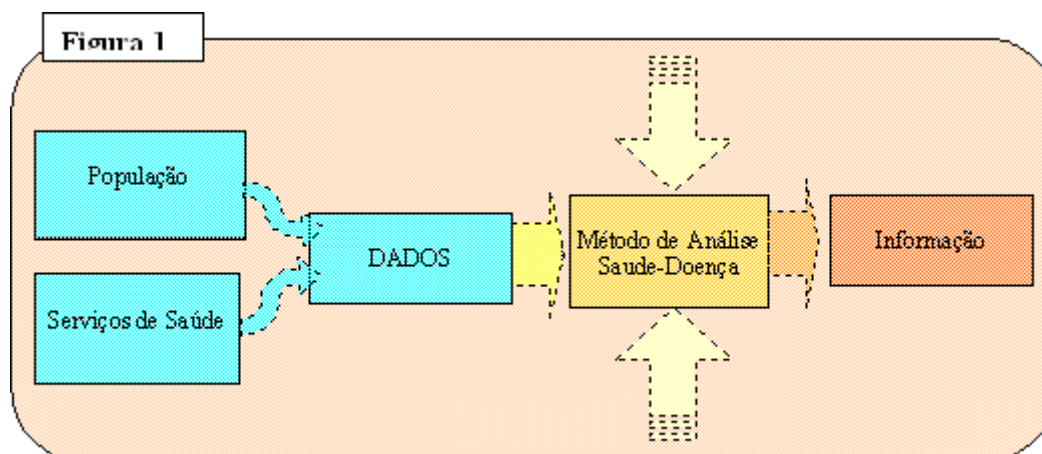 Figura 1
População
Serviços de Saúde
DADOS
Método de Análise
Saude-Doença
Informação